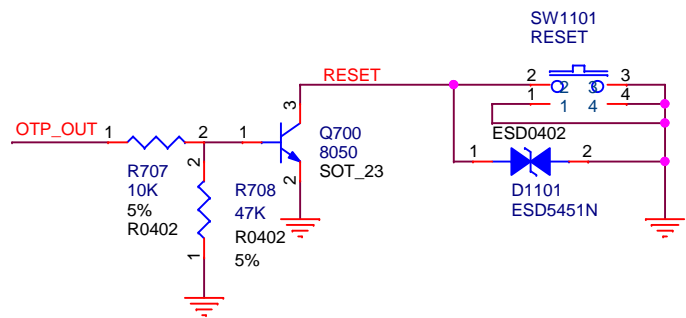 SW1101
RESET
RESET
2
2
3
3
1
1
4
4
OTP_OUT
1
2
1
3
Q700
8050
SOT_23
2
ESD0402
1
2
D1101
ESD5451N
R707
10K
5%
R0402
2
R708
47K
R0402
5%
1